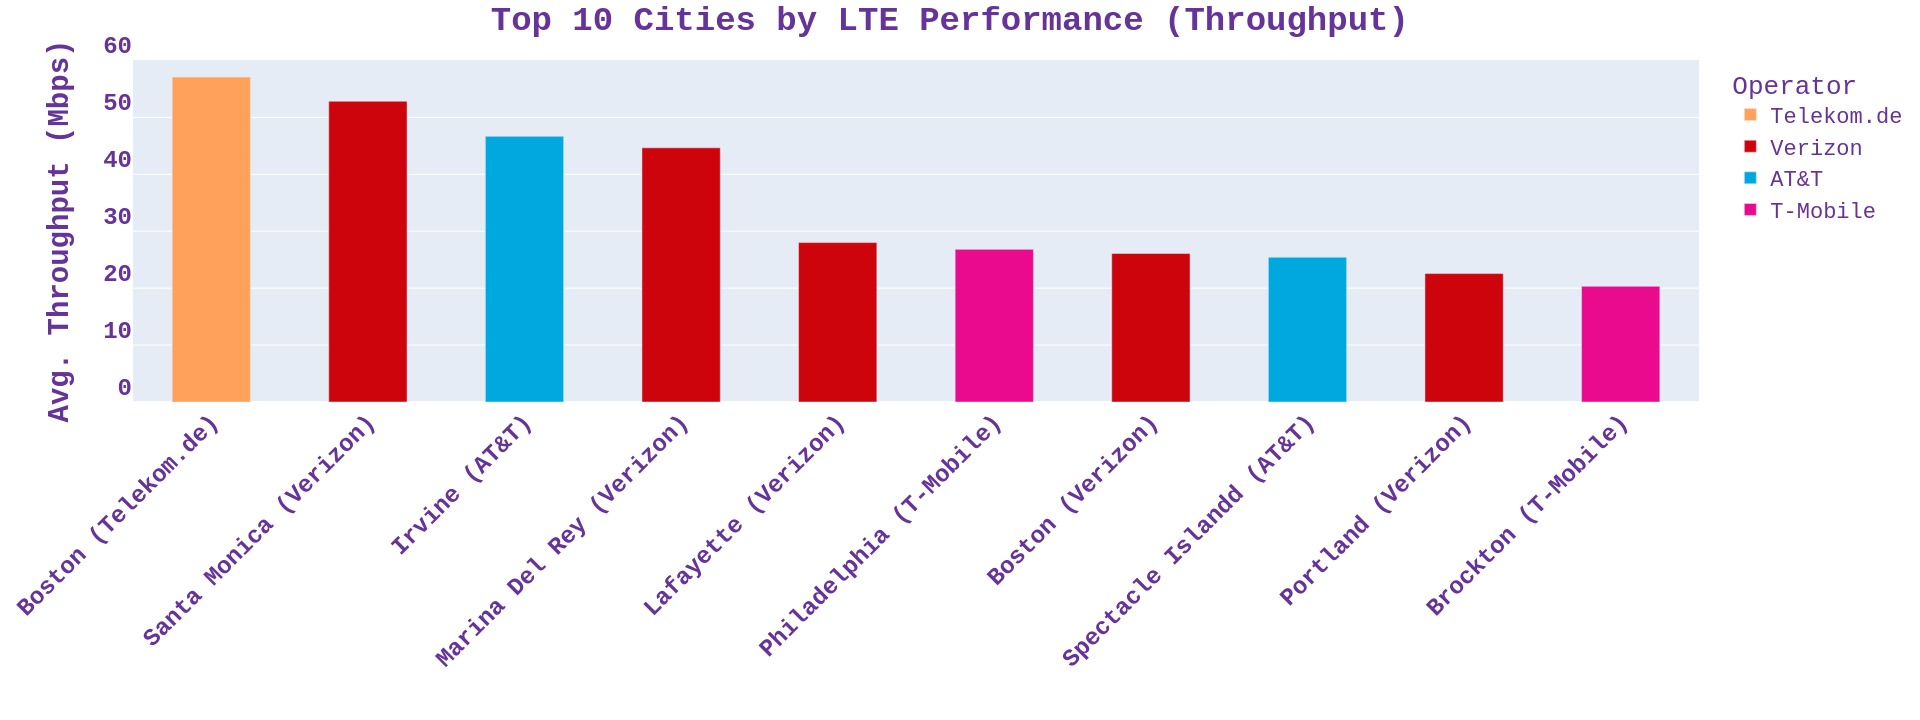 Top 10 Cities by LTE Performance (Throughput)
Avg. Throughput (Mbps)
60
50
40
30
20
10
0
Boston (Telekom.de)
Santa Monica (Verizon)
Irvine (AT&T)
Marina Del Rey (Verizon)
Lafayette (Verizon)
Philadelphia (T-Mobile)
Boston (Verizon)
Spectacle Islandd (AT&T)
Portland (Verizon)
Brockton (T-Mobile)
Operator
Telekom.de
Verizon
AT&T
T-Mobile